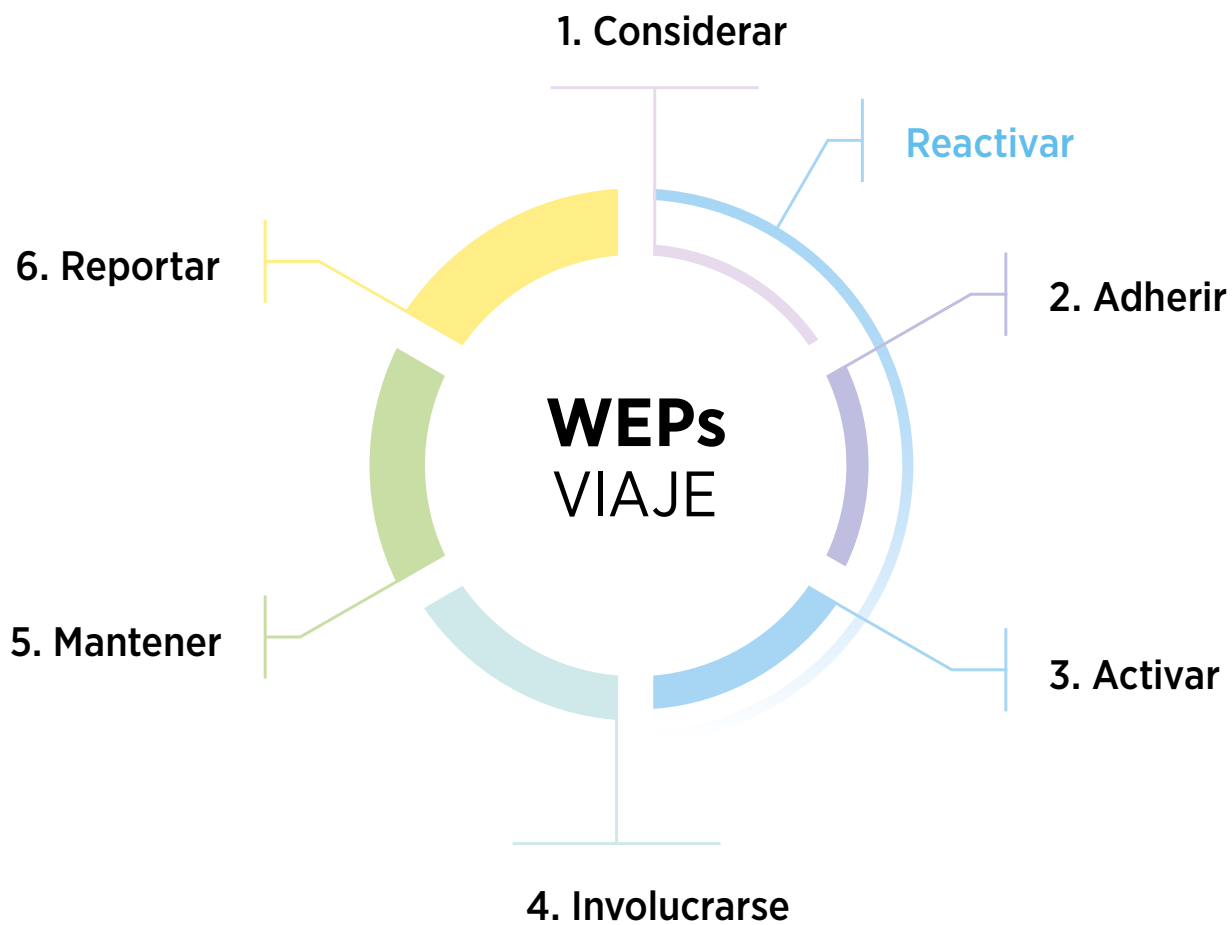 1. Considerar
Reactivar
6. Reportar
2. Adherir
WEPs
VIAJE
5. Mantener
3. Activar
4. Involucrarse